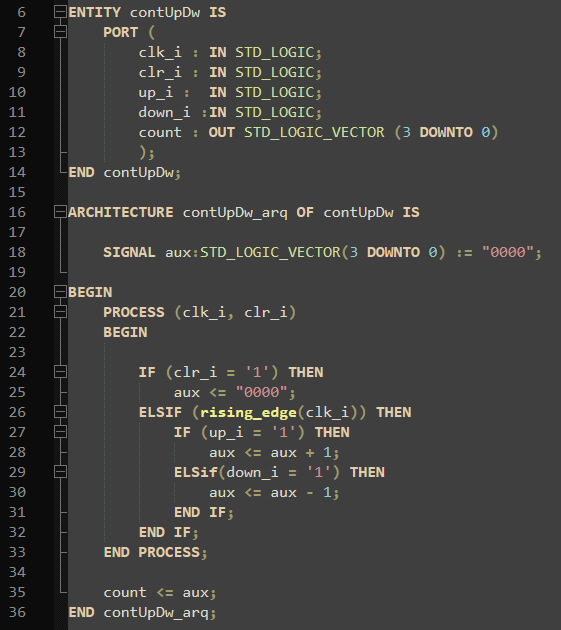 6 ENTITY contUpDw IS
7     PORT (
8         clk_i : IN STD_LOGIC;
9         clr_i : IN STD_LOGIC;
10         up_i :  IN STD_LOGIC;
11         down_i :IN STD_LOGIC;
12         count : OUT STD_LOGIC_VECTOR (3 DOWNTO 0)
13         );
14 END contUpDw;
15
16 ARCHITECTURE contUpDw_arq OF contUpDw IS
17
18     SIGNAL aux:STD_LOGIC_VECTOR(3 DOWNTO 0) := "0000";
19
20 BEGIN
21     PROCESS (clk_i, clr_i)
22     BEGIN
23
24         IF (clr_i = '1') THEN
25             aux <= "0000";
26         ELSIF (rising_edge(clk_i)) THEN
27             IF (up_i = '1') THEN
28                 aux <= aux + 1;
29             ELSif(down_i = '1') THEN
30                 aux <= aux - 1;
31             END IF;
32         END IF;
33     END PROCESS;
34
35     count <= aux;
36 END contUpDw_arq;